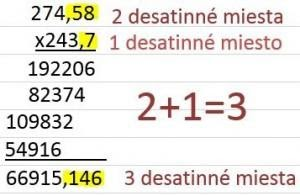 274,58 2 desatinné miesta
x243,7 1 desatinné miesto
192206
82374
109832
54916
2+1=3
66915,146 3 desatinné miesta